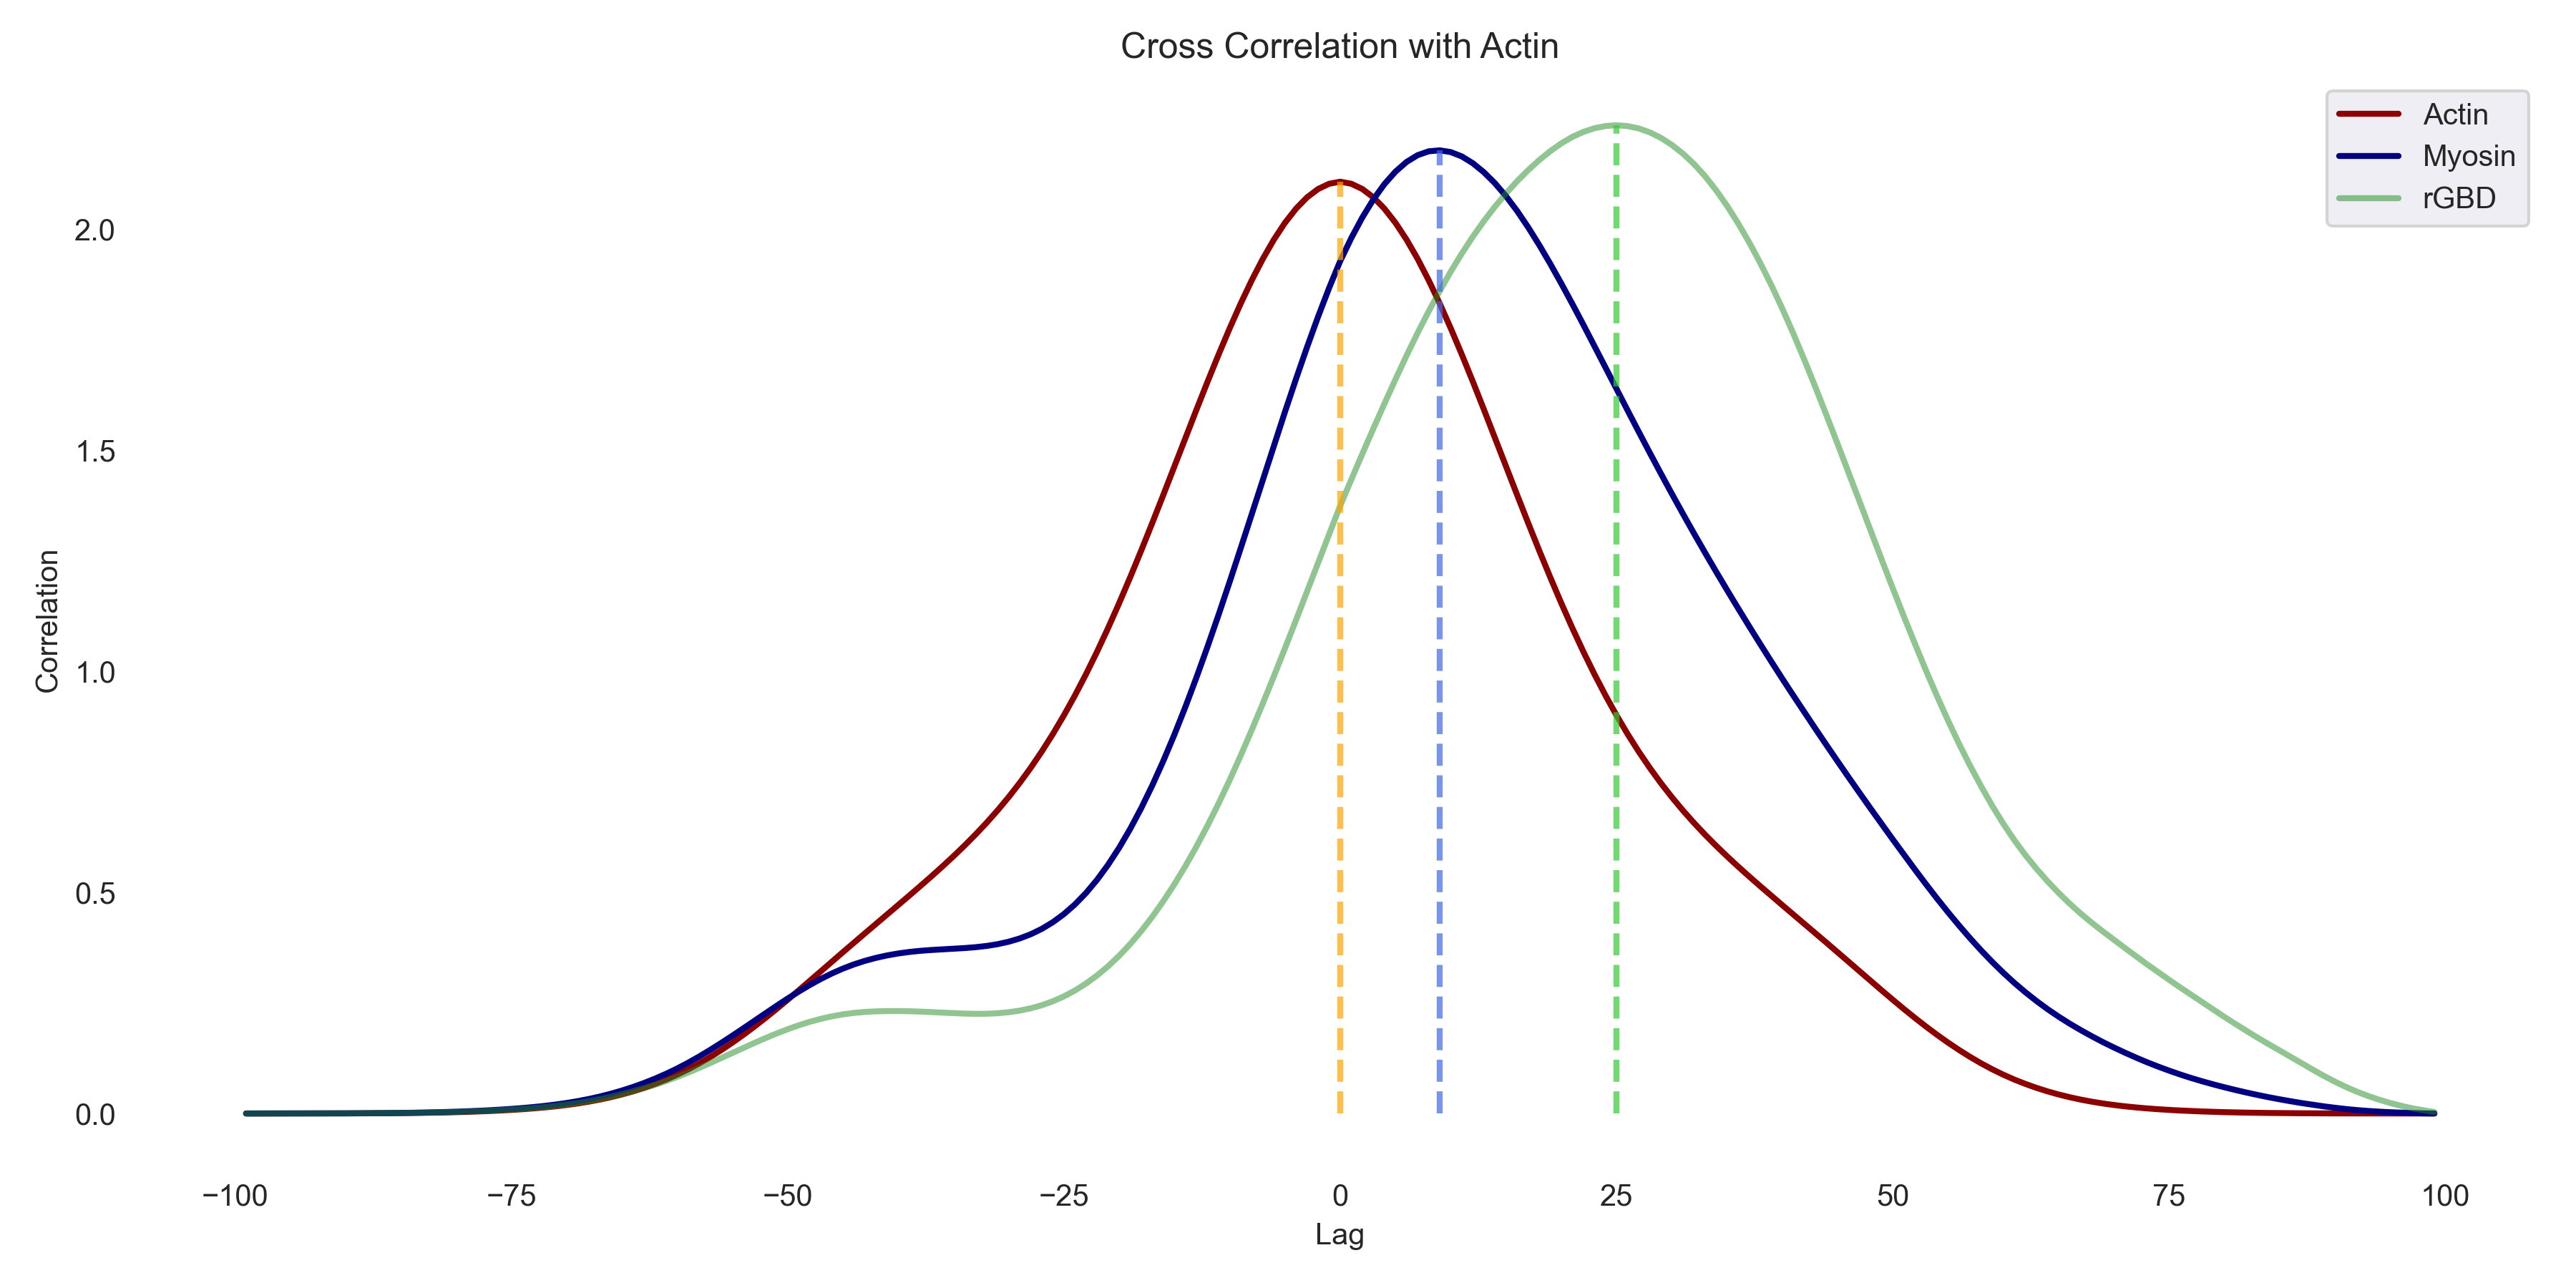 Cross Correlation with Actin
Actin
Myosin
rGBD
2.0
1.5
1.0
0.5
0.0
Correlation
−100 −75 −50 −25 0 25 50 75 100
Lag